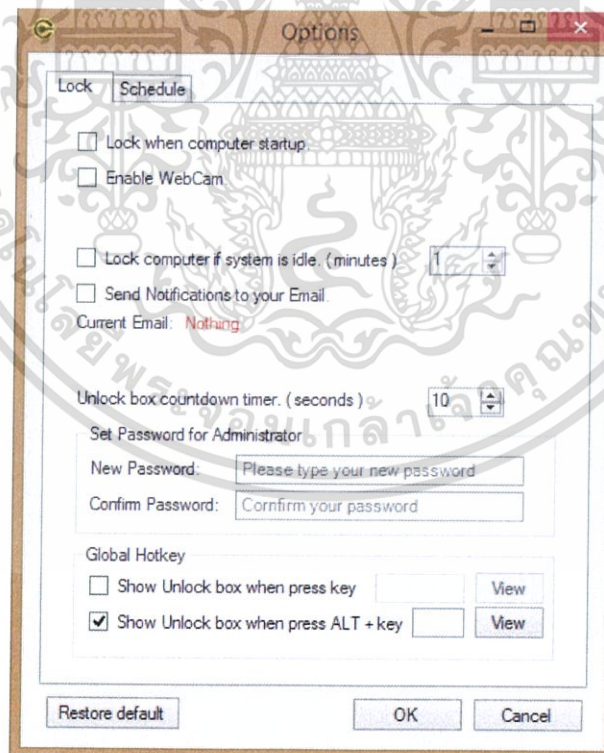 Options
Lock Schedule
Lock when computer startup.
Enable WebCam.
Lock computer if system is idle. ( minutes ) 1
Send Notifications to your Email.
Current Email: Nothing
Unlock box countdown timer. ( seconds ) 10
Set Password for Administrator
New Password: Please type your new password
Confirm Password: Cornfirm your password
Global Hotkey
Show Unlock box when press key View
Show Unlock box when press ALT + key View
Restore default OK Cancel